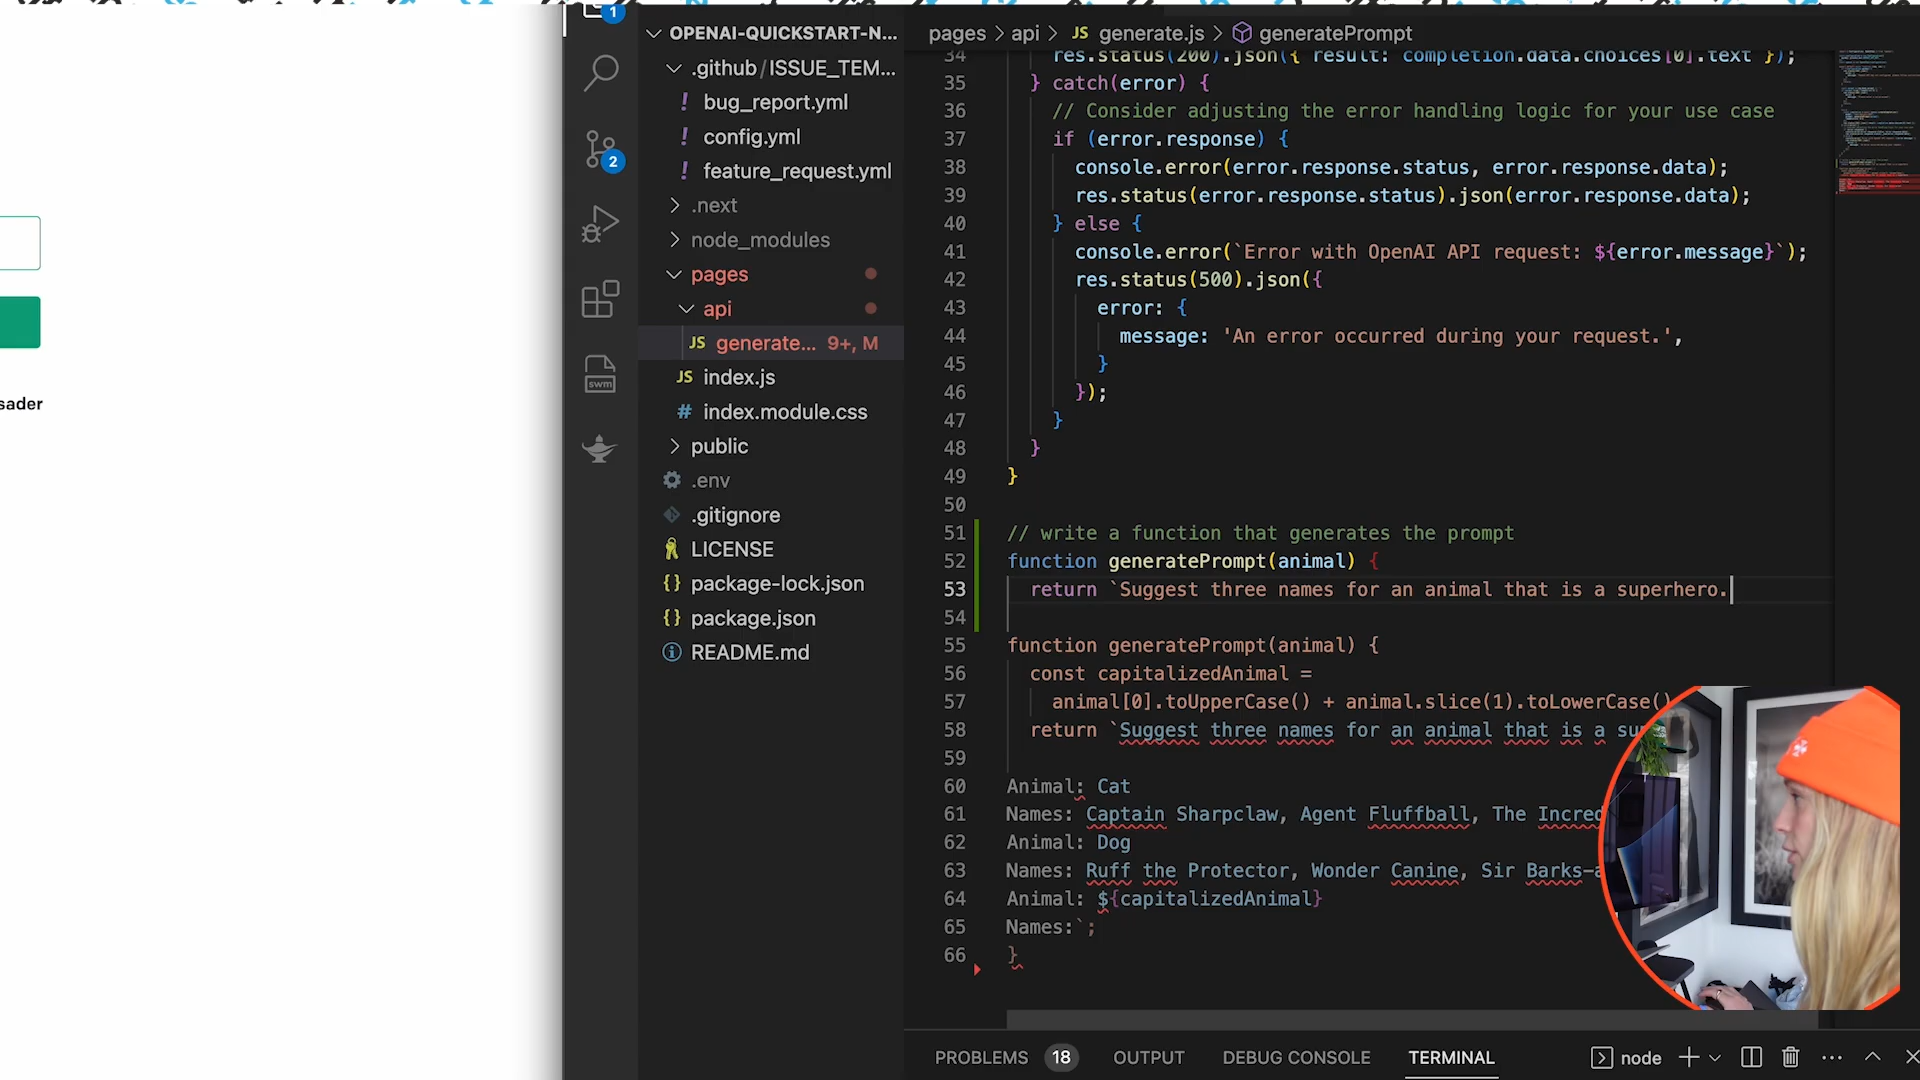 sader
1
2
swm
OPENAI-QUICKSTART-N...
.github/ISSUE_TEM...
! bug_report.yml
! config.yml
! feature_request.yml
.next
node_modules
pages
api
JS generate... 9+, M
JS index.js
# index.module.css
public
.env
.gitignore
LICENSE
{} package-lock.json
{} package.json
README.md
pages > api > JS generate.js > generatePrompt
34 res.status(200).json({ result: completion.data.choices[0].text });
35 } catch(error) {
36 // Consider adjusting the error handling logic for your use case
37 if (error.response) {
38 console.error(error.response.status, error.response.data);
39 res.status(error.response.status).json(error.response.data);
40 } else {
41 console.error(`Error with OpenAI API request: ${error.message}`);
42 res.status(500).json({
43 error: {
44 message: 'An error occurred during your request.',
45 }
46 });
47 }
48 }
49 }
50
51 // write a function that generates the prompt
52 function generatePrompt(animal) {
53 return `Suggest three names for an animal that is a superhero.
54
55 function generatePrompt(animal) {
56 const capitalizedAnimal =
57 animal[0].toUpperCase() + animal.slice(1).toLowerCase()
58 return `Suggest three names for an animal that is a su
59
60 Animal: Cat
61 Names: Captain Sharpclaw, Agent Fluffball, The Incred
62 Animal: Dog
63 Names: Ruff the Protector, Wonder Canine, Sir Barks-a
64 Animal: ${capitalizedAnimal}
65 Names:`;
66 }
PROBLEMS 18 OUTPUT DEBUG CONSOLE TERMINAL node